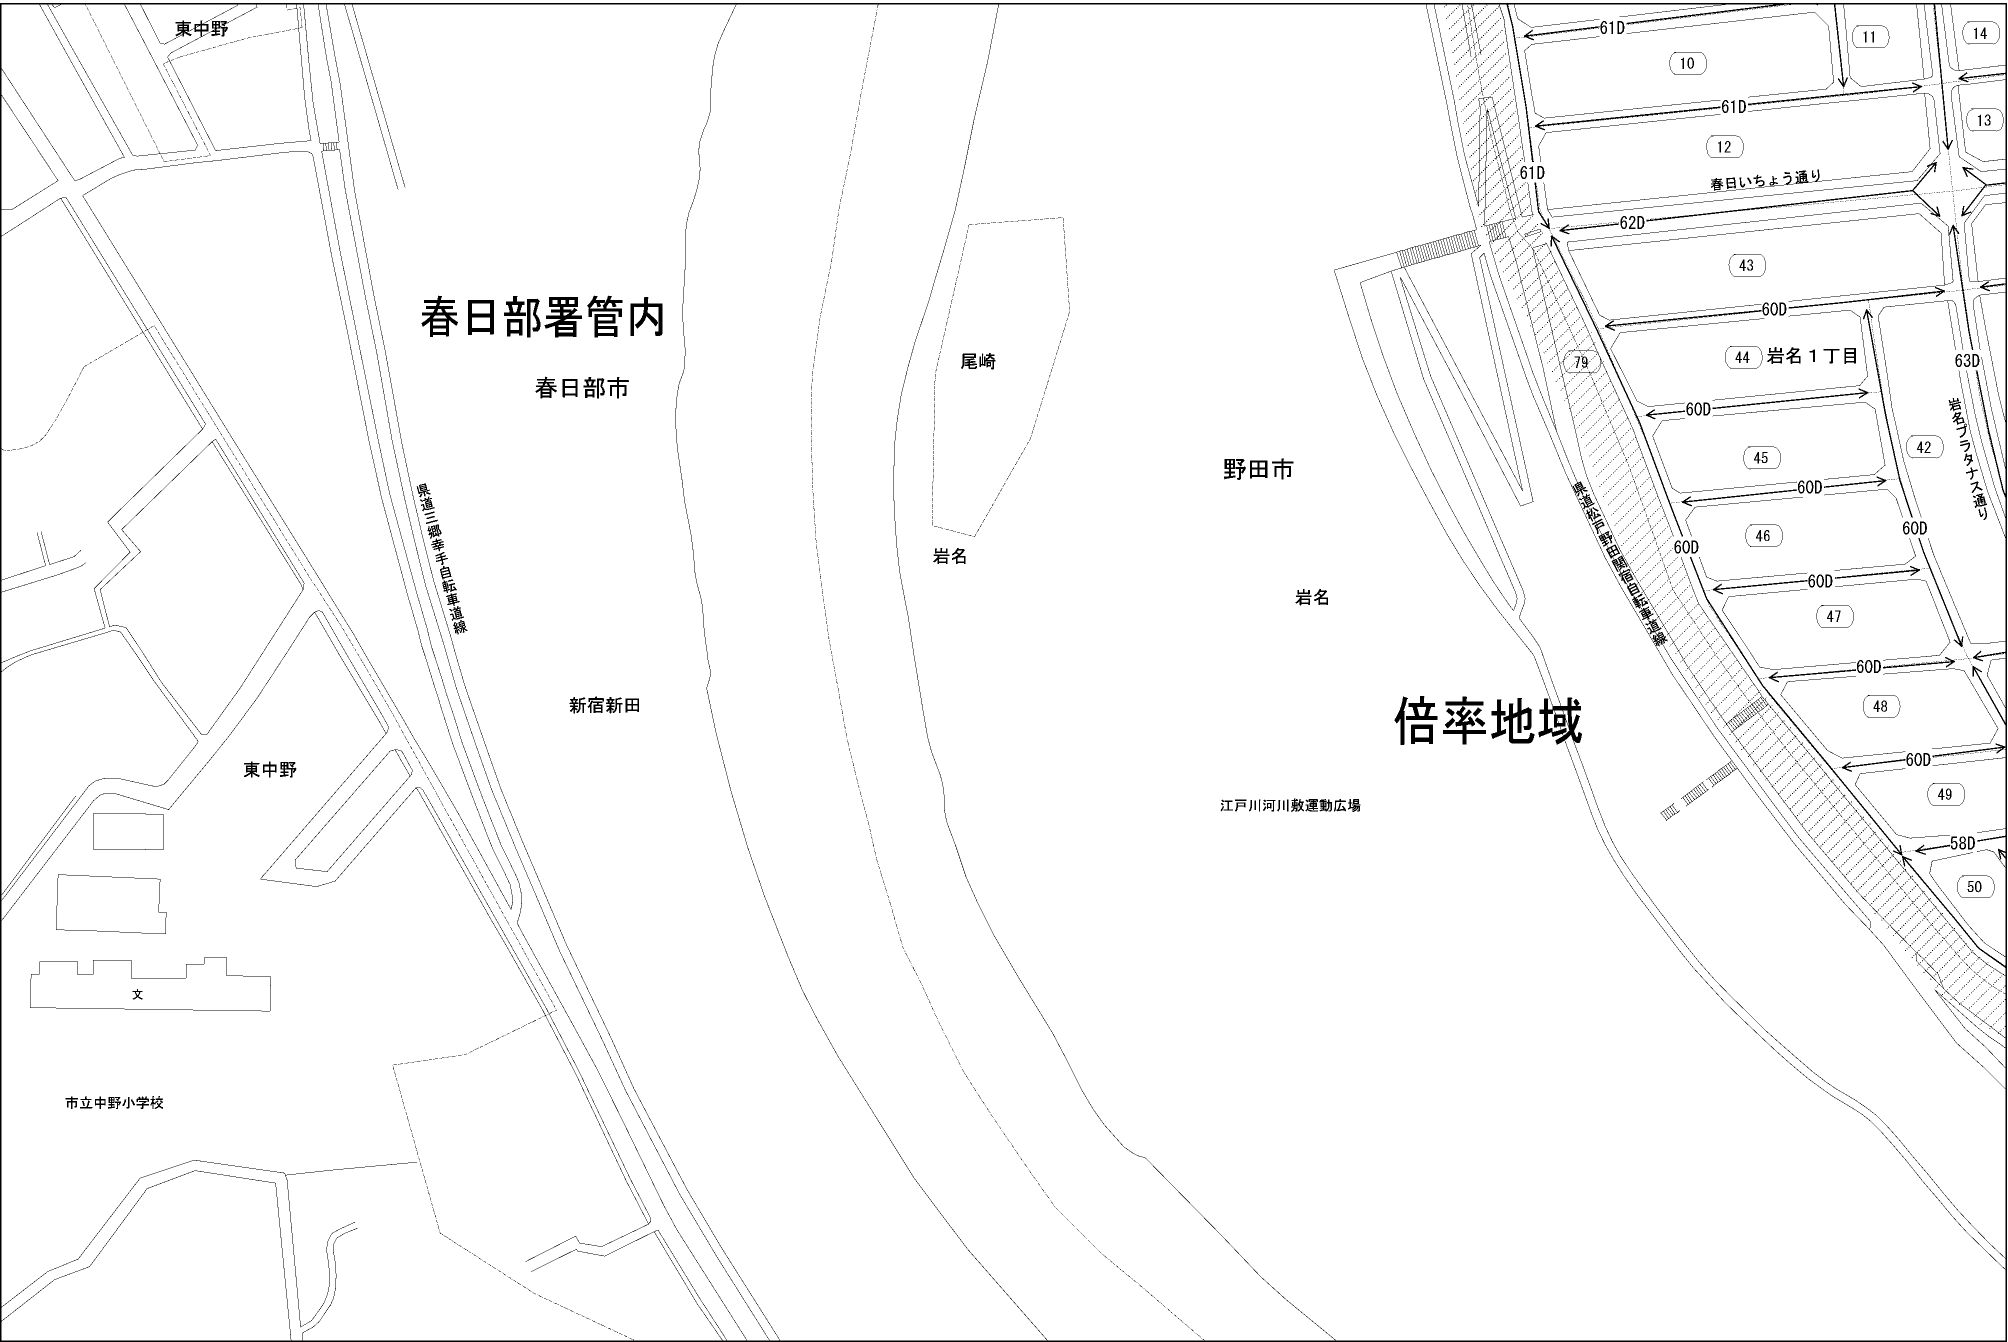 東中野
61D
11
14
10
61D
13
12
61D
春日いちょう通り
62D
43
春日部署管内
60D
尾崎
79
44
岩名１丁目
63D
春日部市
60D
岩名プラタナス通り
42
45
野田市
県道三郷幸手自転車道線
県道松戸野田関宿自転車道線
60D
46
60D
60D
岩名
60D
岩名
47
60D
新宿新田
48
倍率地域
東中野
60D
49
江戸川河川敷運動広場
58D
50
文
市立中野小学校